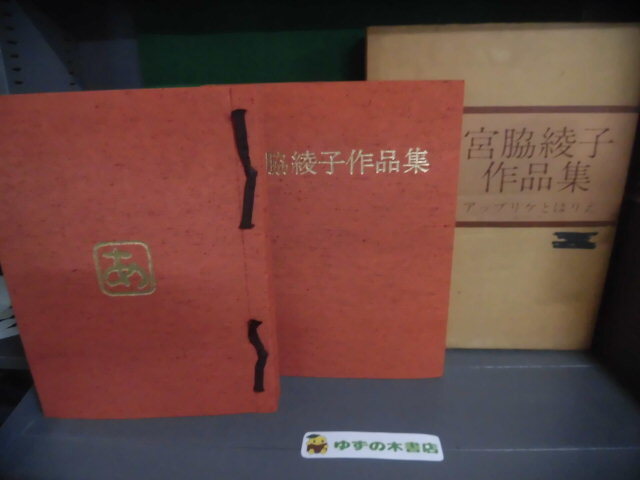 あ
脇綾子作品集
宮脇綾子
作品集
アップリケとはり
ゆずの木書店